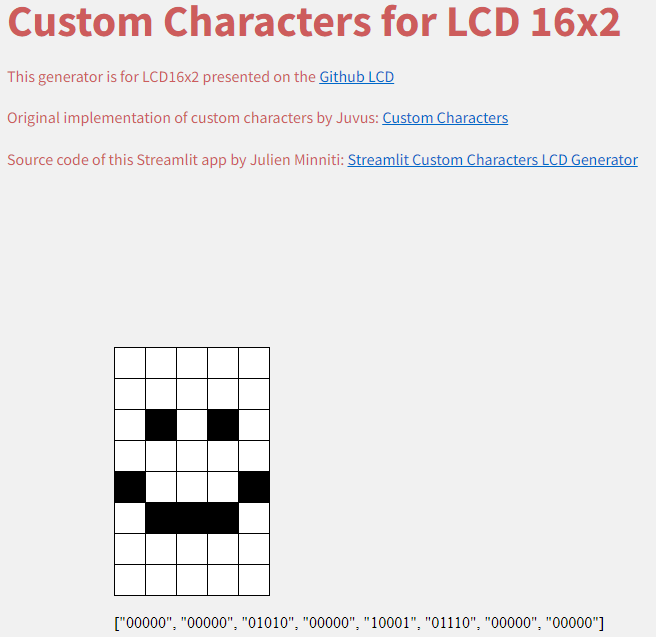 Custom Characters for LCD 16x2
This generator is for LCD16x2 presented on the Github LCD
Original implementation of custom characters by Juvus: Custom Characters
Source code of this Streamlit app by Julien Minniti: Streamlit Custom Characters LCD Generator
["00000", "00000", "01010", "00000", "10001", "01110", "00000", "00000"]